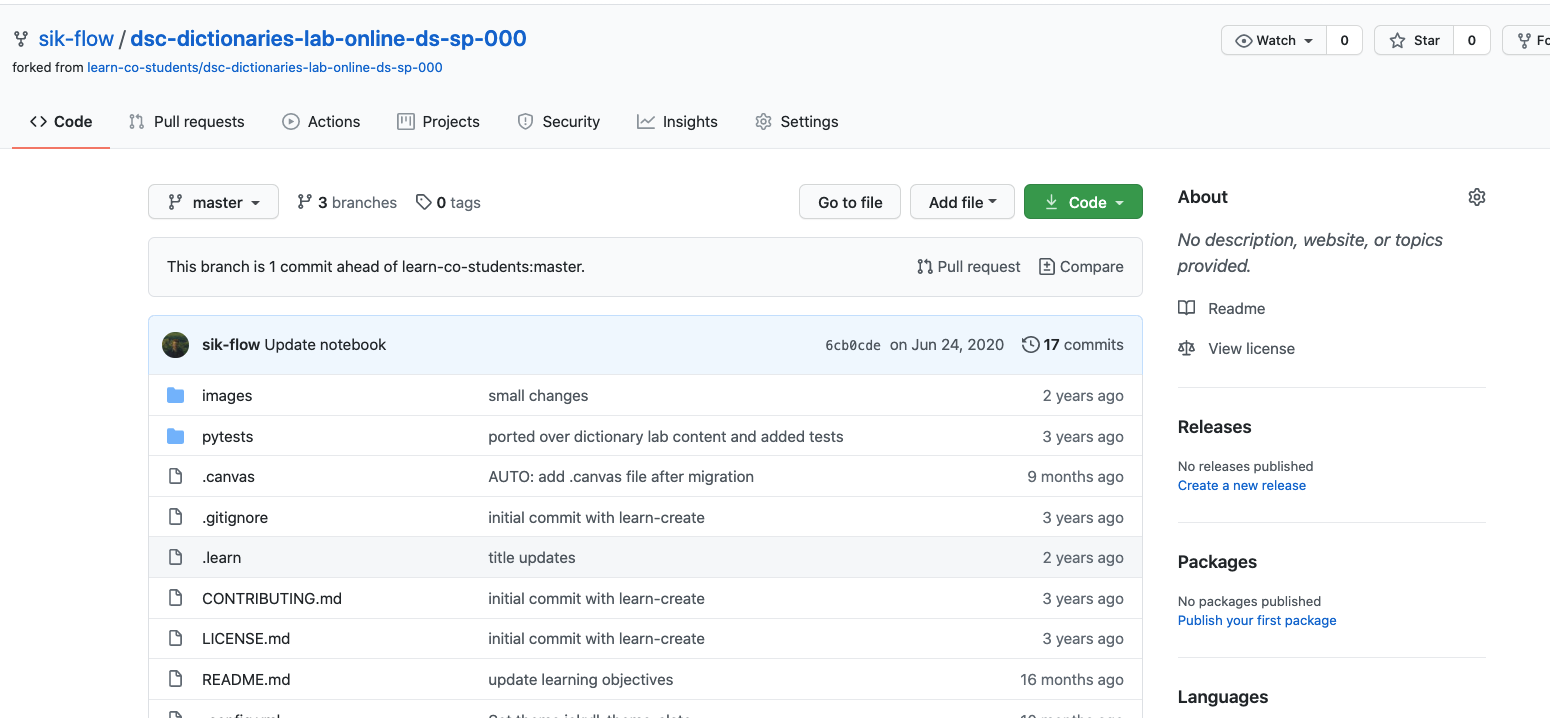 sik-flow / dsc-dictionaries-lab-online-ds-sp-000
Watch 0 Star 0
forked from learn-co-students/dsc-dictionaries-lab-online-ds-sp-000
Code Pull requests Actions Projects Security Insights Settings
master 3 branches 0 tags Go to file Add file Code
This branch is 1 commit ahead of learn-co-students:master. Pull request Compare
sik-flow Update notebook 6cb0cde on Jun 24, 2020 17 commits
images small changes 2 years ago
pytests ported over dictionary lab content and added tests 3 years ago
.canvas AUTO: add .canvas file after migration 9 months ago
.gitignore initial commit with learn-create 3 years ago
.learn title updates 2 years ago
CONTRIBUTING.md initial commit with learn-create 3 years ago
LICENSE.md initial commit with learn-create 3 years ago
README.md update learning objectives 16 months ago
About
No description, website, or topics
provided.
Readme
View license
Releases
No releases published
Create a new release
Packages
No packages published
Publish your first package
Languages